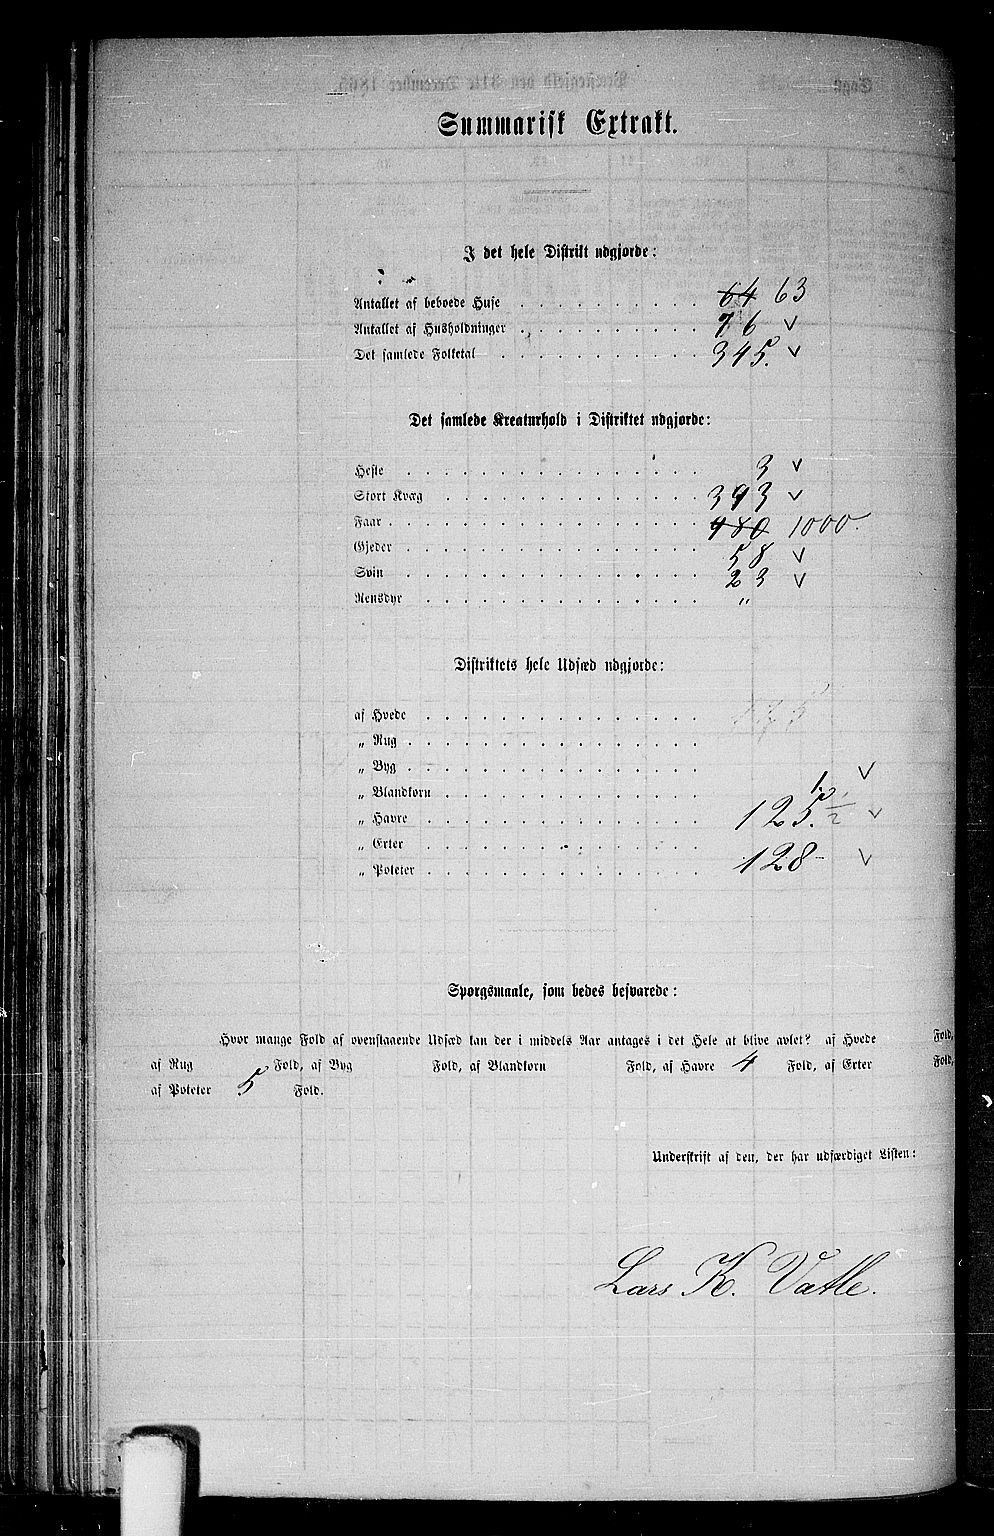 Summarisk Extrakt.
I det hele Distrikt udgjorde:
Antallet af beboede Huse . . . . . . . . . . 64 63
Antallet af Husholdninger . . . . . . . . . . 76 ✓
Det samlede Folketal . . . . . . . . . . . 345. ✓
Det samlede Kreaturhold i Distriktet udgjorde:
Heste . . . . . . . . . . . . . . . . 3 ✓
Stort Kvæg . . . . . . . . . . . . . . 393 ✓
Faar . . . . . . . . . . . . . . . . . 980 1000.
Gjeder . . . . . . . . . . . . . . . . 58 ✓
Svin . . . . . . . . . . . . . . . . 23 ✓
Rensdyr . . . . . . . . . . . . . . . „
Distriktets hele Udsæd udgjorde:
af Hvede . . . . . . . . . . . . . . .
„ Rug . . . . . . . . . . . . . . . .
„ Byg . . . . . . . . . . . . . . . . ✓
„ Blandkorn . . . . . . . . . . . . . .
„ Havre . . . . . . . . . . . . . . . 125. ½ ✓
„ Erter . . . . . . . . . . . . . . .
„ Poteter . . . . . . . . . . . . . . . 128 ✓
Spørgsmaale, som bedes besvarede:
Hvor mange Fold af ovenstaaende Udsæd kan der i middels Aar antages i det Hele at blive avlet? af Hvede Fold,
af Rug Fold, af Byg Fold, af Blandkorn Fold, af Havre 4 Fold, af Erter Fold,
af Poteter 5 Fold.
Underskrift af den, der har udfærdiget Listen:
Lars K. Vatle.